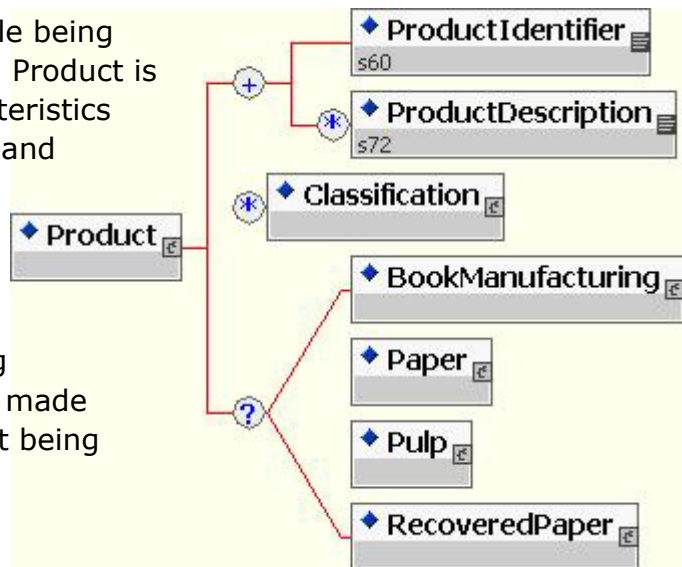 le being
Product is
teristics
and
g
made
t being
Product
+
ProductIdentifier
s60
*
ProductDescription
s72
*
Classification
?
BookManufacturing
Paper
Pulp
RecoveredPaper